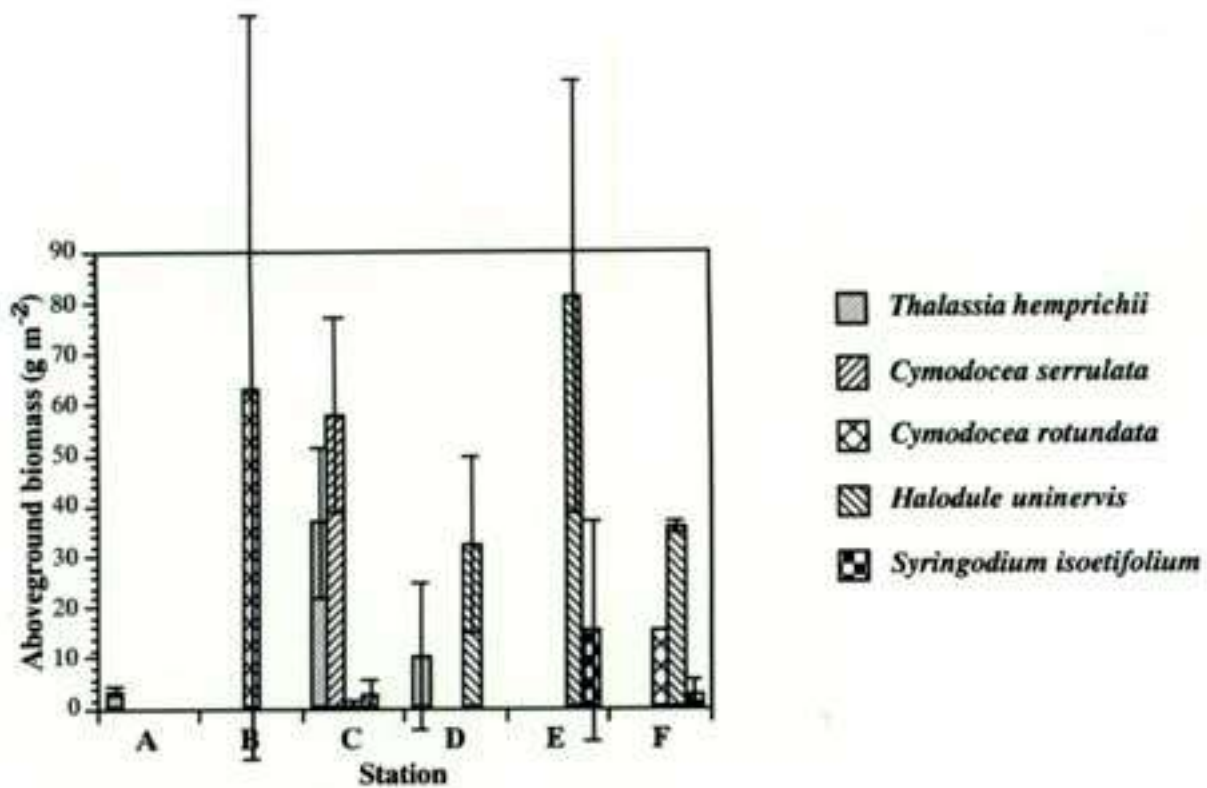 90
80
70
60
50
40
30
20
10
0
Aboveground biomass (g m⁻²)
A B C D E F
Station
Thalassia hemprichii
Cymodocea serrulata
Cymodocea rotundata
Halodule uninervis
Syringodium isoetifolium